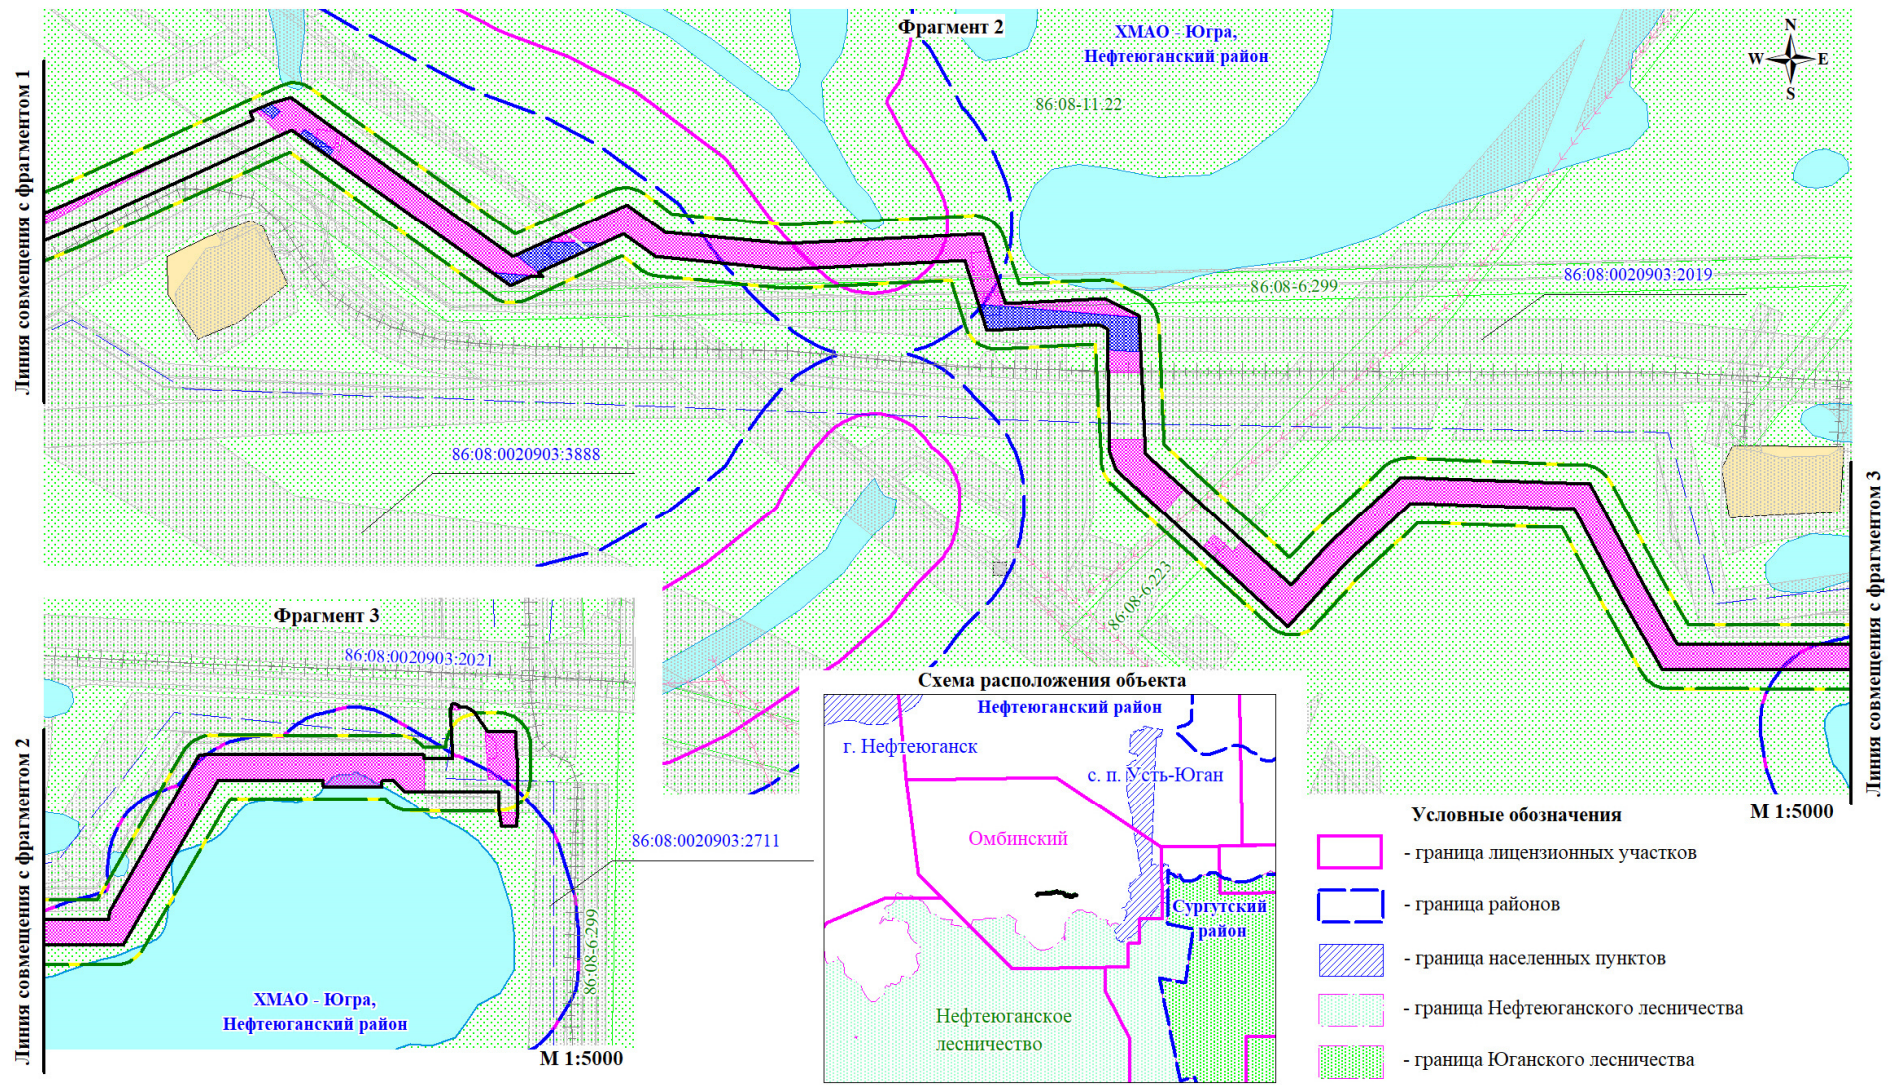 Фрагмент 2
ХМАО - Югра,
Нефтеюганский район
N
W
E
S
86:08-11.22
Линия совмещения с фрагментом 1
86:08:0020903:2019
86:08-6.299
86:08:0020903:3888
86:08-6.223
Линия совмещения с фрагментом 3
М 1:5000
Фрагмент 3
86:08:0020903:2021
Линия совмещения с фрагментом 2
86:08:0020903:2711
86:08-6.299
ХМАО - Югра,
Нефтеюганский район
М 1:5000
Схема расположения объекта
Нефтеюганский район
г. Нефтеюганск
с. п. Усть-Юган
Омбинский
Сургутский
район
Нефтеюганское
лесничество
Условные обозначения
- граница лицензионных участков
- граница районов
- граница населенных пунктов
- граница Нефтеюганского лесничества
- граница Юганского лесничества